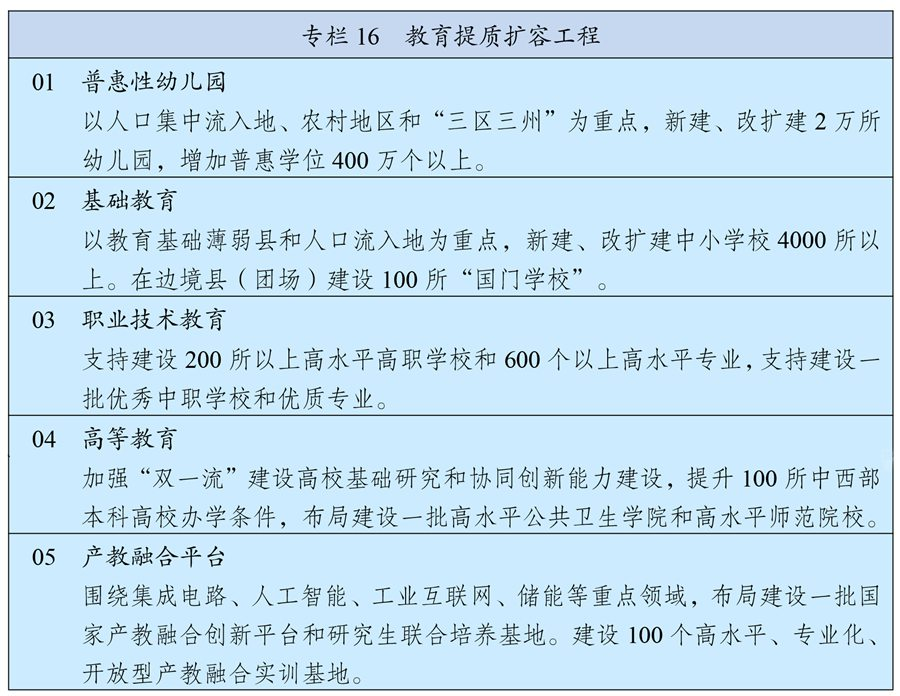 专栏 16 教育提质扩容工程
01 普惠性幼儿园
以人口集中流入地、农村地区和“三区三州”为重点，新建、改扩建 2 万所
幼儿园，增加普惠学位 400 万个以上。
02 基础教育
以教育基础薄弱县和人口流入地为重点，新建、改扩建中小学校 4000 所以
上。在边境县（团场）建设 100 所“国门学校”。
03 职业技术教育
支持建设 200 所以上高水平高职学校和 600 个以上高水平专业，支持建设一
批优秀中职学校和优质专业。
04 高等教育
加强“双一流”建设高校基础研究和协同创新能力建设，提升 100 所中西部
本科高校办学条件，布局建设一批高水平公共卫生学院和高水平师范院校。
05 产教融合平台
围绕集成电路、人工智能、工业互联网、储能等重点领域，布局建设一批国
家产教融合创新平台和研究生联合培养基地。建设 100 个高水平、专业化、
开放型产教融合实训基地。